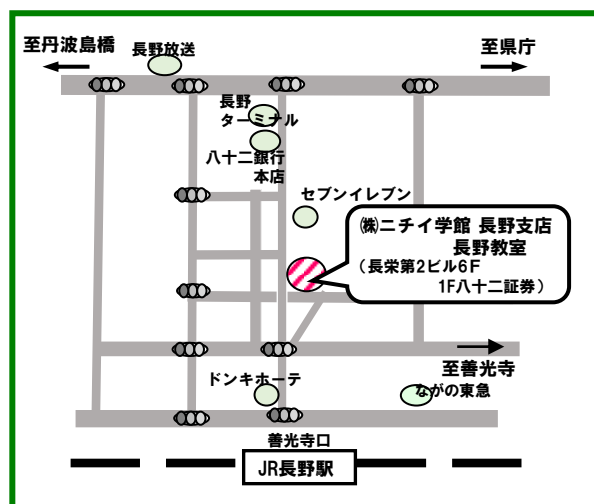 至丹波島橋
長野放送
至県庁
長野
ターミナル
八十二銀行
本店
セブンイレブン
㈱ニチイ学館 長野支店
長野教室
（長栄第2ビル6F
1F八十二証券）
至善光寺
ドンキホーテ
ながの東急
善光寺口
JR長野駅